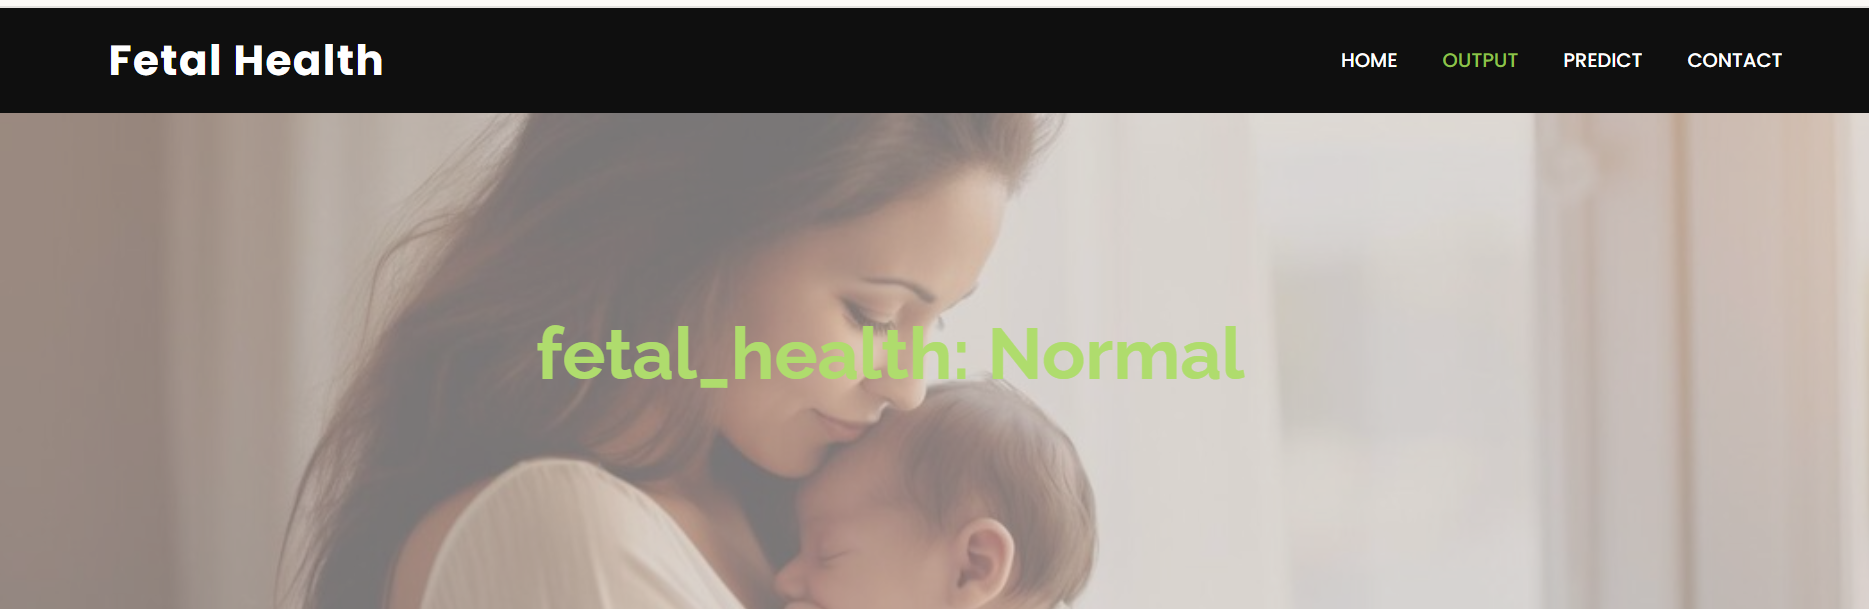 Fetal Health
HOME OUTPUT PREDICT CONTACT
fetal_health: Normal